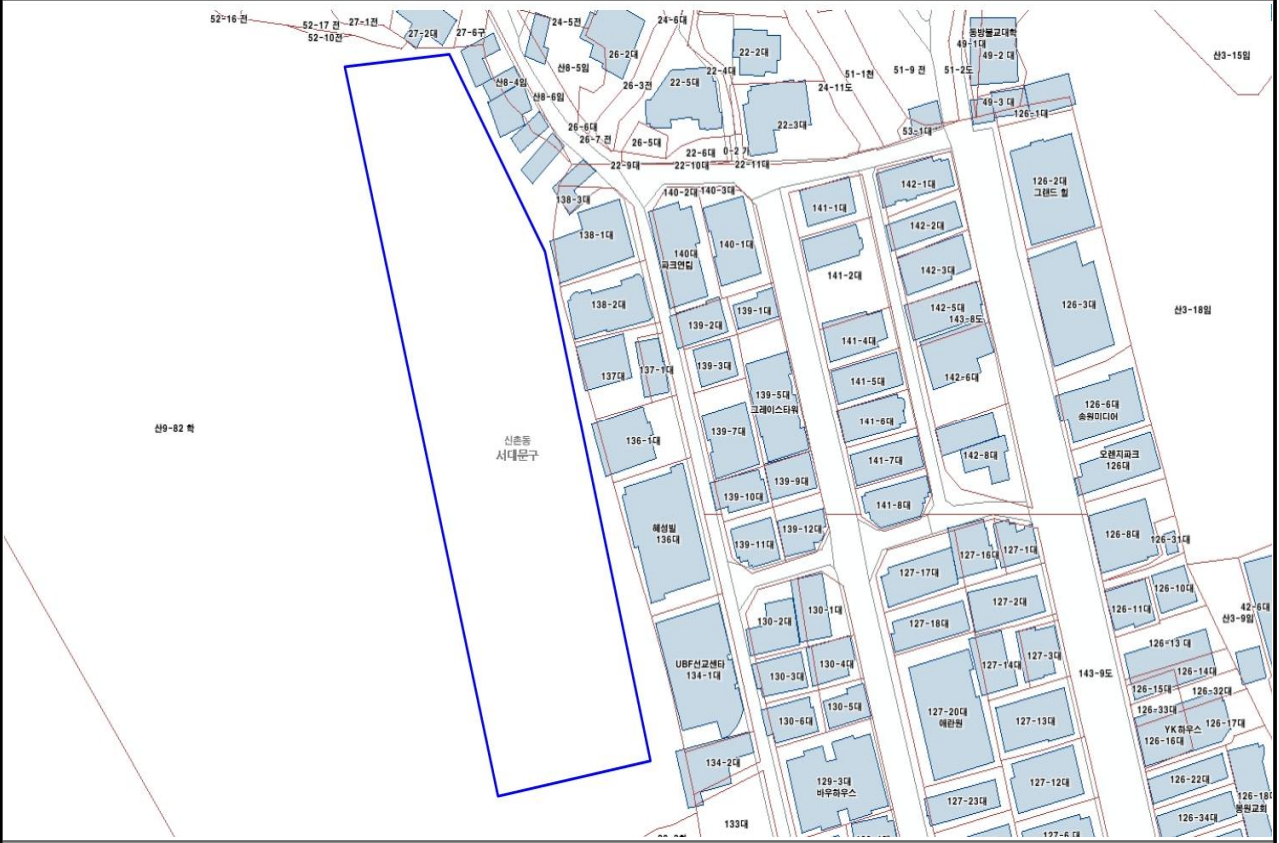 52-16 전
52-17 전
27-1전
52-10전
27-2대
27-6구
24-5전
24-6대
26-2대
산8-5임
산8-4임
산8-6임
26-3전
22-4대
22-2대
22-5대
51-1천
51-9 전
51-2도
24-11도
동방불교대학
49-1대
49-2 대
산3-15임
49-3 대
126-1대
53-1대
22-3대
26-6대
26-7 전
26-5대
22-6대
22-9대
22-10대
22-11대
138-3대
140-2대
140-3대
141-1대
142-1대
126-2대
그랜드 힐
138-1대
140대
파크연립
140-1대
142-2대
141-2대
142-3대
138-2대
139-2대
139-1대
142-5대
143-8도
126-3대
산3-18임
137대
137-1대
139-3대
141-4대
141-5대
142-6대
139-5대
그레이스타워
126-6대
송원미디어
산9-82 학
신촌동
서대문구
136-1대
139-7대
141-6대
141-7대
142-8대
오렌지파크
126대
139-10대
139-9대
141-8대
혜성빌
136대
139-11대
139-12대
126-8대
126-31대
127-17대
127-16대
127-1대
126-10대
126-11대
42-6대
산3-9임
130-2대
130-1대
127-18대
127-2대
126-13 대
UBF선교센타
134-1대
130-3대
130-4대
127-14대
127-3대
143-9도
126-14대
126-15대
126-32대
126-33대
126-17대
130-6대
130-5대
127-20대
애란원
127-13대
YK하우스
126-16대
134-2대
129-3대
바우하우스
127-12대
126-22대
127-23대
126-18대
봉원교회
133대
126-34대
127-6 대